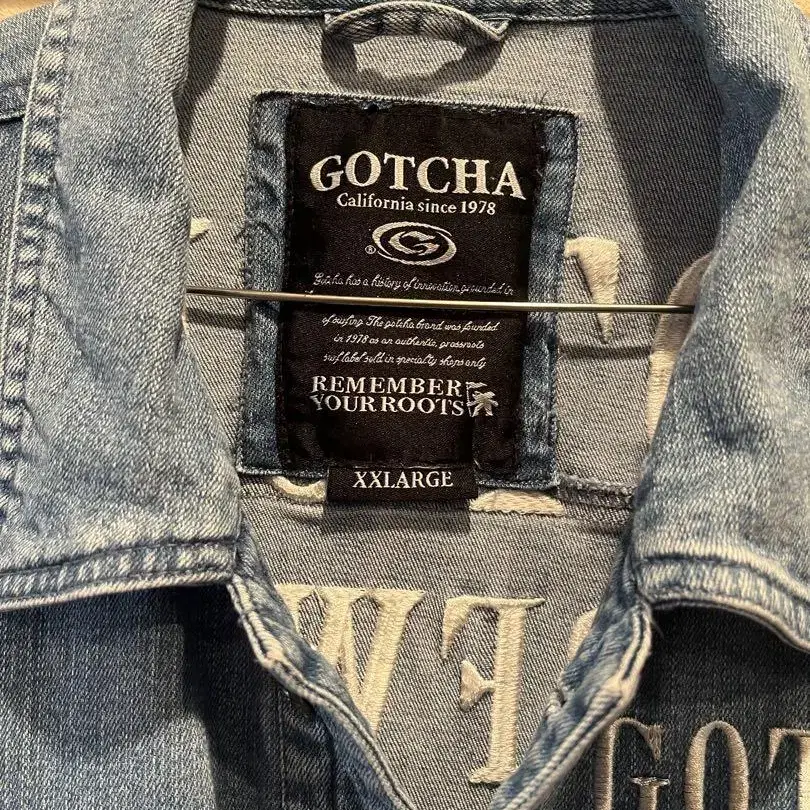 GOTCHA
California since 1978
®
Gotcha has a history of innovation, grounded in
of surfing The gotcha brand was founded
in 1978 as an authentic, grassroots
surf label sold in specialty shops only
REMEMBER
YOUR ROOTS
XXLARGE
GOT